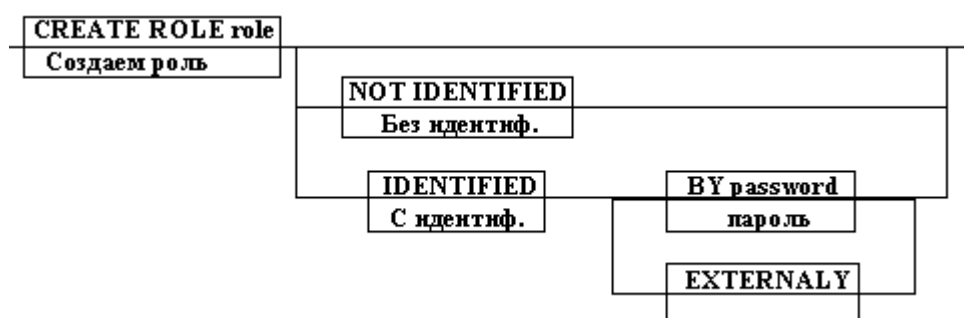 CREATE ROLE role
Создаем роль
NOT IDENTIFIED
Без идентиф.
IDENTIFIED
С идентиф.
BY password
пароль
EXTERNALY